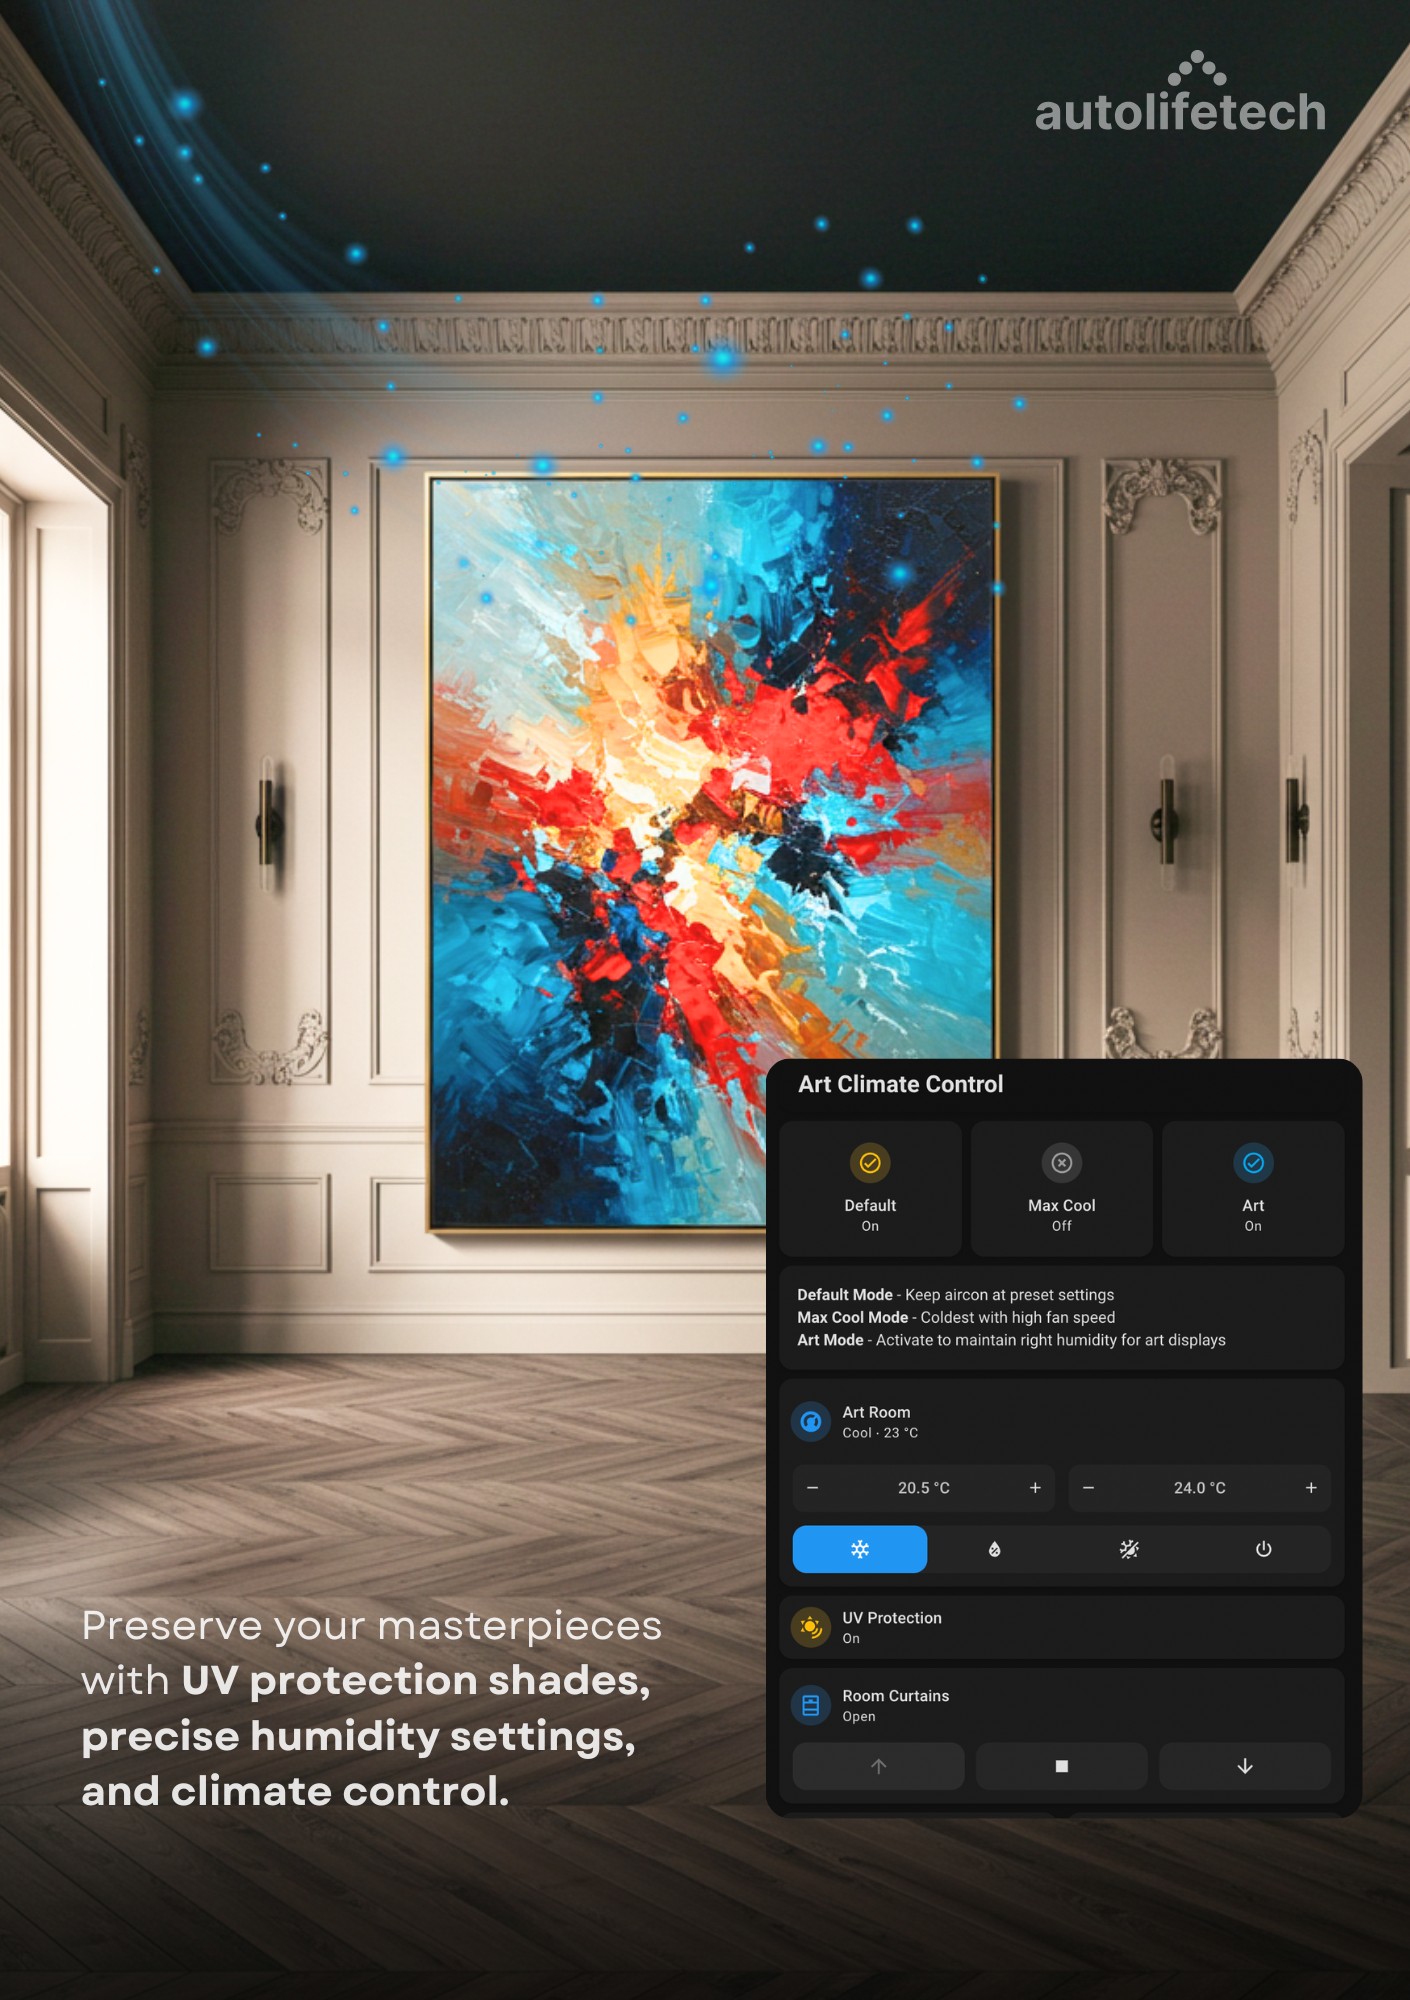 autolifetech
Art Climate Control
Default
On
Max Cool
Off
Art
On
Default Mode - Keep aircon at preset settings
Max Cool Mode - Coldest with high fan speed
Art Mode - Activate to maintain right humidity for art displays
Art Room
Cool · 23 °C
20.5 °C
24.0 °C
UV Protection
On
Room Curtains
Open
Preserve your masterpieces
with UV protection shades,
precise humidity settings,
and climate control.